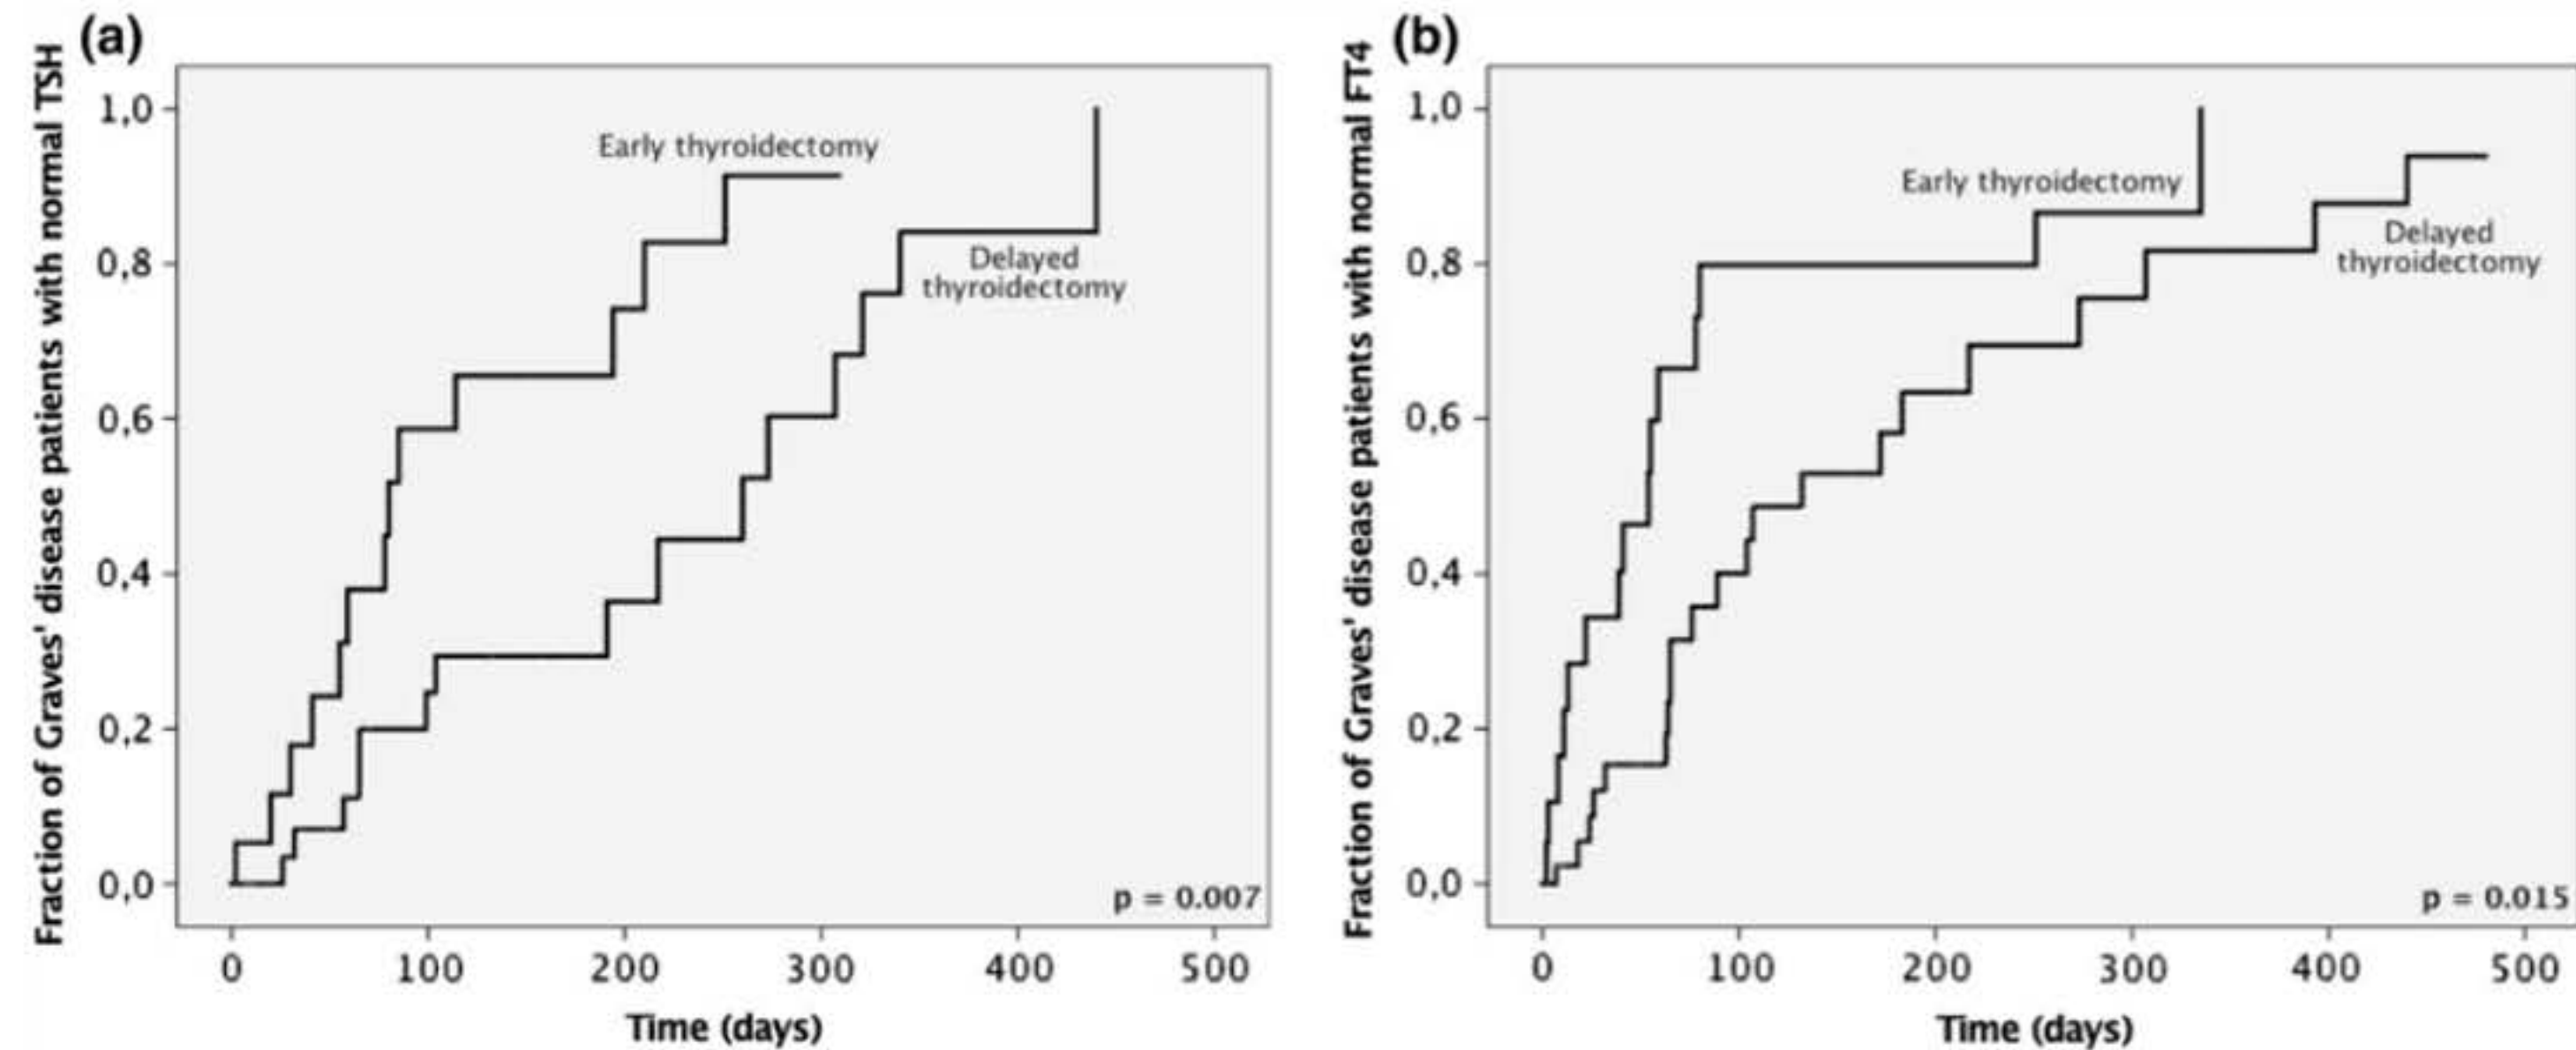 (a)
Fraction of Graves' disease patients with normal TSH
1,0
0,8
0,6
0,4
0,2
0,0
Early thyroidectomy
Delayed
thyroidectomy
p = 0.007
0 100 200 300 400 500
Time (days)
(b)
Fraction of Graves' disease patients with normal FT4
1,0
0,8
0,6
0,4
0,2
0,0
Early thyroidectomy
Delayed
thyroidectomy
p = 0.015
0 100 200 300 400 500
Time (days)